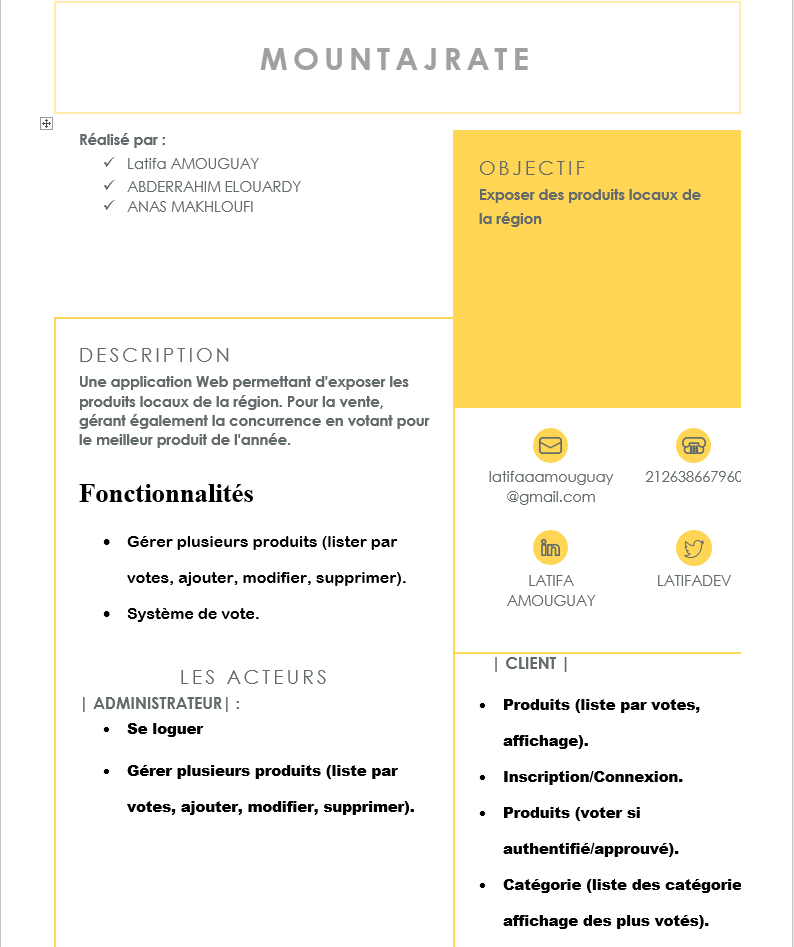 MOUNTAJRATE
Réalisé par :
Latifa AMOUGUAY
ABDERRAHIM ELOUARDY
ANAS MAKHLOUFI
OBJECTIF
Exposer des produits locaux de
la région
DESCRIPTION
Une application Web permettant d'exposer les
produits locaux de la région. Pour la vente,
gérant également la concurrence en votant pour
le meilleur produit de l'année.
Fonctionnalités
Gérer plusieurs produits (lister par
votes, ajouter, modifier, supprimer).
Système de vote.
LES ACTEURS
| ADMINISTRATEUR| :
Se loguer
Gérer plusieurs produits (liste par
votes, ajouter, modifier, supprimer).
latifaaamouguay
@gmail.com
212638667960
LATIFA
AMOUGUAY
LATIFADEV
| CLIENT |
Produits (liste par votes,
affichage).
Inscription/Connexion.
Produits (voter si
authentifié/approuvé).
Catégorie (liste des catégorie
affichage des plus votés).